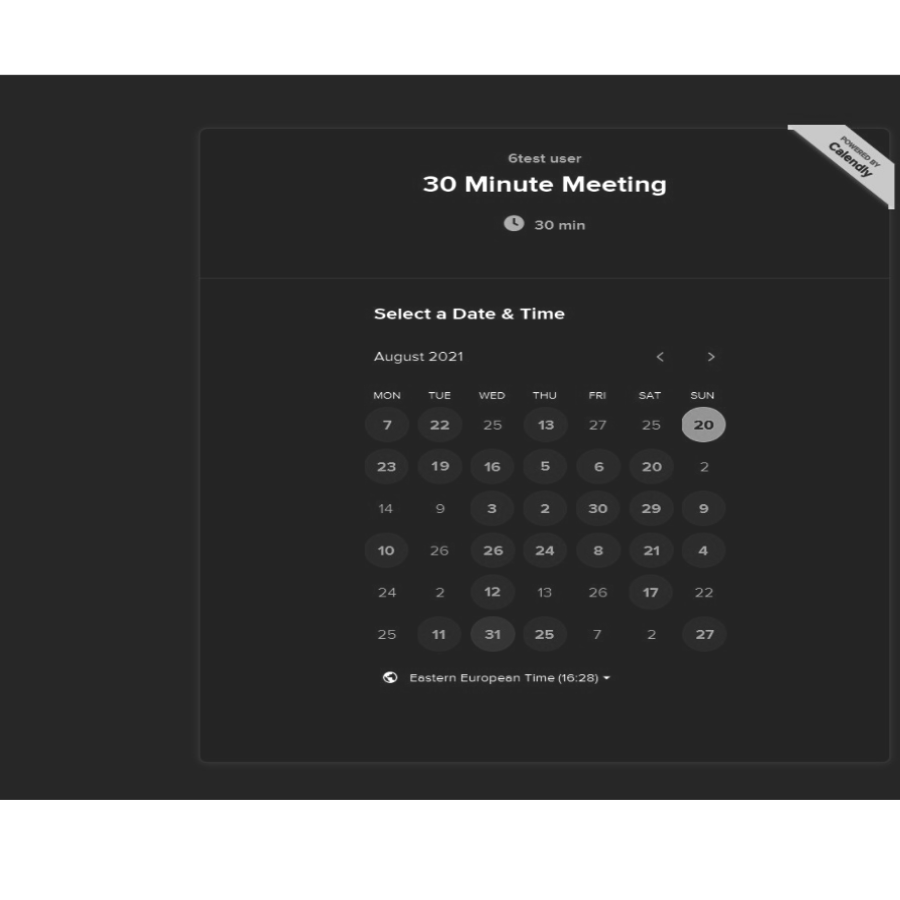 POWERED BY
Calendly
6test user
30 Minute Meeting
30 min
Select a Date & Time
August 2021 < >
MON TUE WED THU FRI SAT SUN
7 22 25 13 27 25 20
23 19 16 5 6 20 2
14 9 3 2 30 29 9
10 26 26 24 8 21 4
24 2 12 13 26 17 22
25 11 31 25 7 2 27
Eastern European Time (16:28)